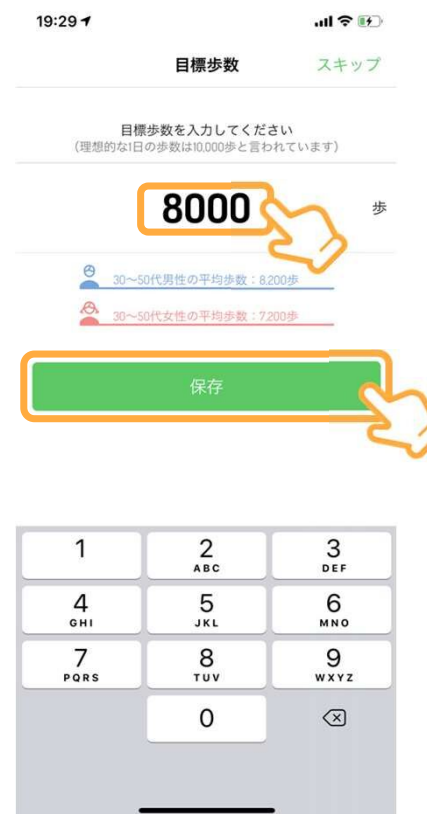 19:29
目標歩数 スキップ
目標歩数を入力してください
(理想的な1日の歩数は10,000歩と言われています)
8000 歩
30〜50代男性の平均歩数：8,200歩
30〜50代女性の平均歩数：7,200歩
保存
1 2 3
ABC DEF
4 5 6
GHI JKL MNO
7 8 9
PQRS TUV WXYZ
0